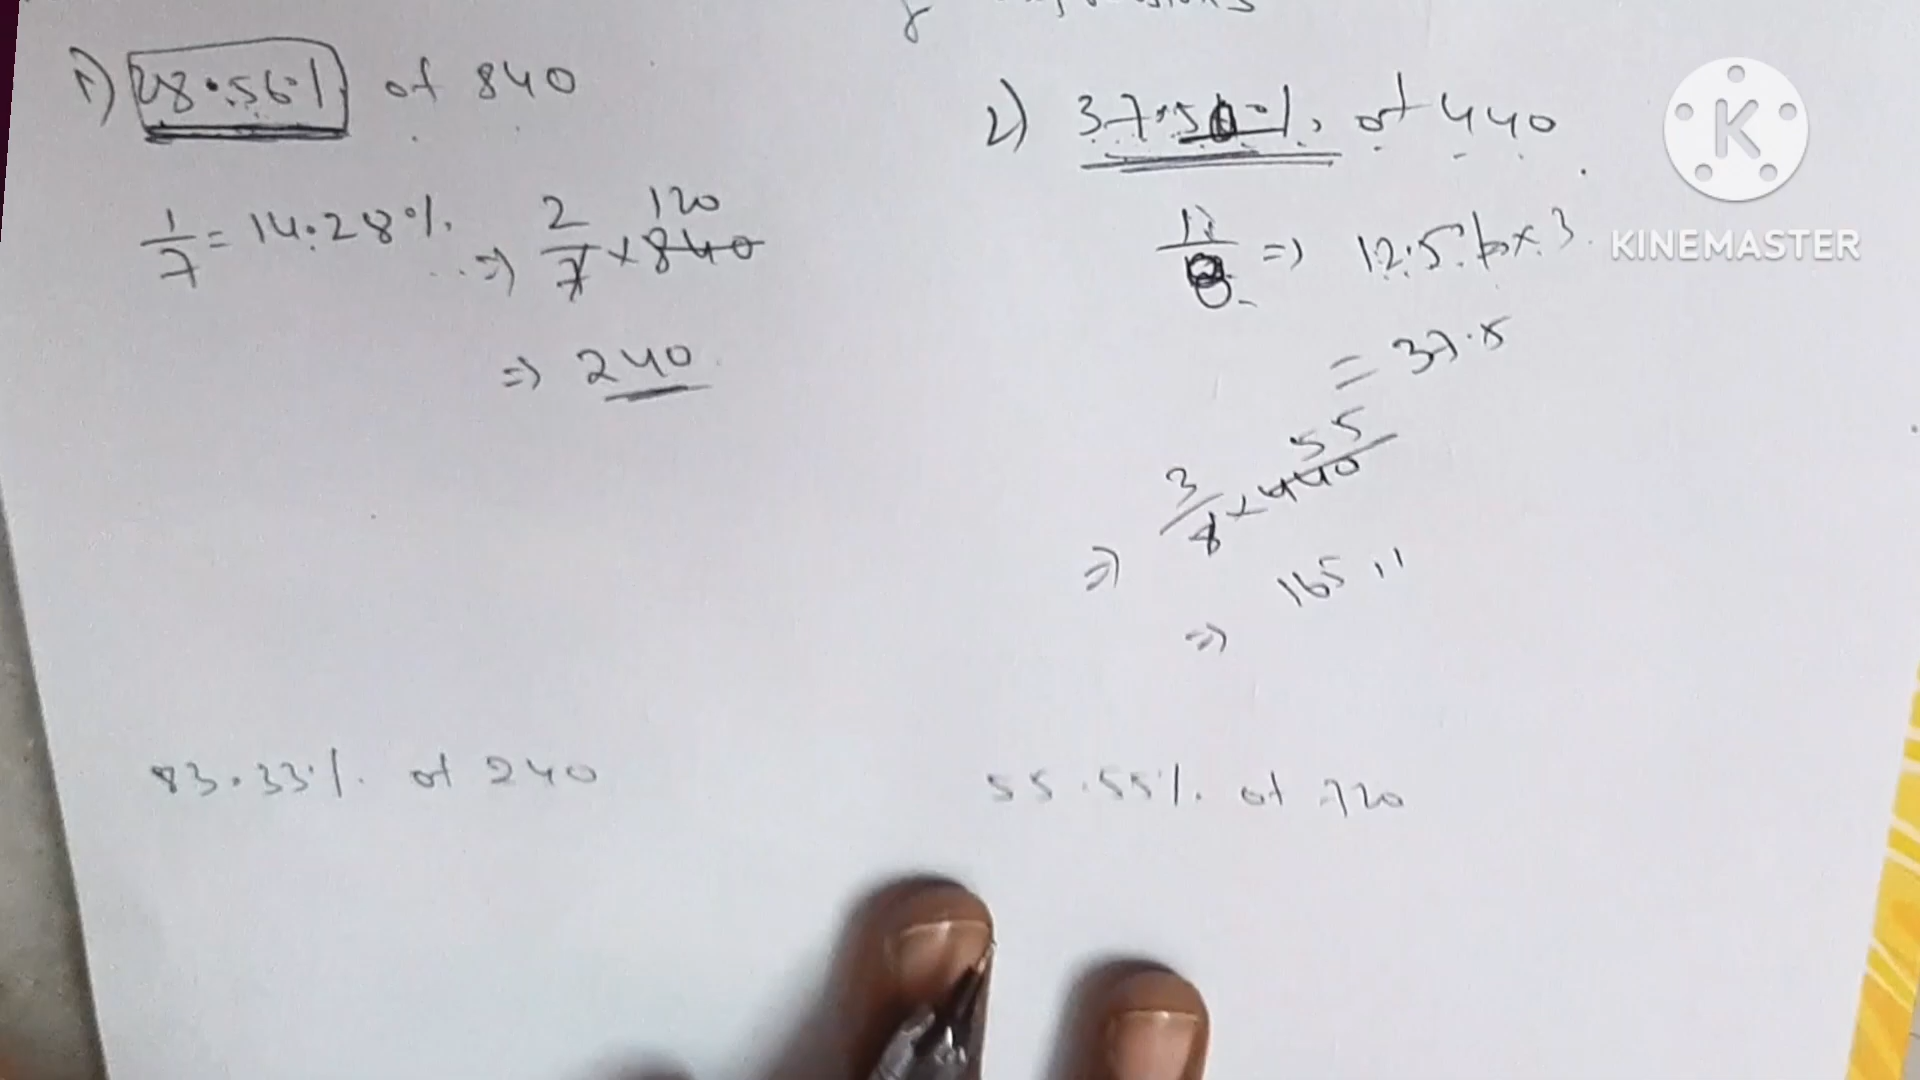 1) 28.56% of 840
1/7 = 14.28% => 2/7 × 840 120
=> 240
2) 37.50% of 440
1/8 => 12.5% × 3
= 37.5
=> 3/8 × 440 55
=> 165 ,,
83.33% of 240
55.55% of 720
K
KINEMASTER